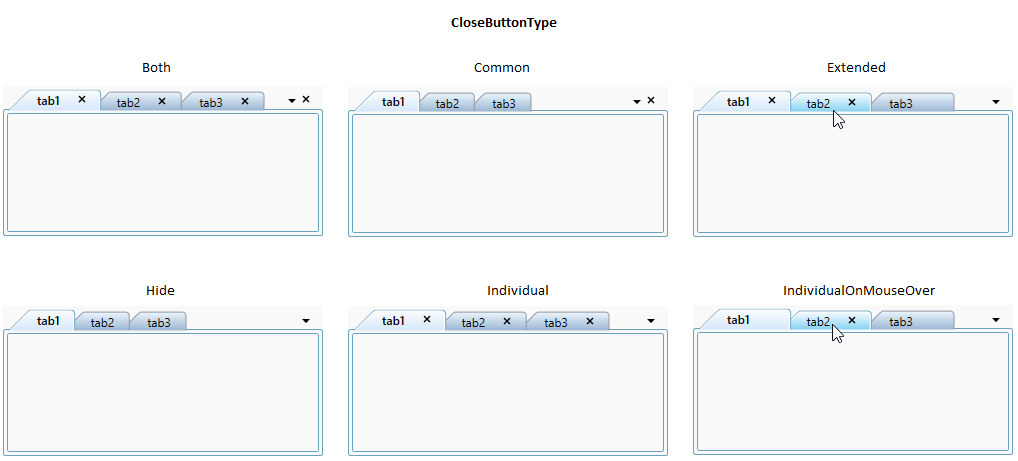 CloseButtonType
Both Common Extended
tab1 tab2 tab3 tab1 tab2 tab3 tab1 tab2 tab3
Hide Individual IndividualOnMouseOver
tab1 tab2 tab3 tab1 tab2 tab3 tab1 tab2 tab3